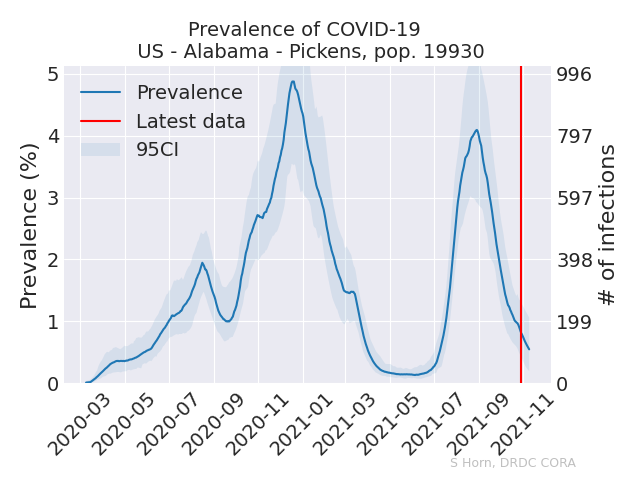 Prevalence of COVID-19
US - Alabama - Pickens, pop. 19930
Prevalence
Latest data
95CI
Prevalence (%)
5
4
3
2
1
0
996
797
597
398
199
0
# of infections
2020-03
2020-05
2020-07
2020-09
2020-11
2021-01
2021-03
2021-05
2021-07
2021-09
2021-11
S Horn, DRDC CORA